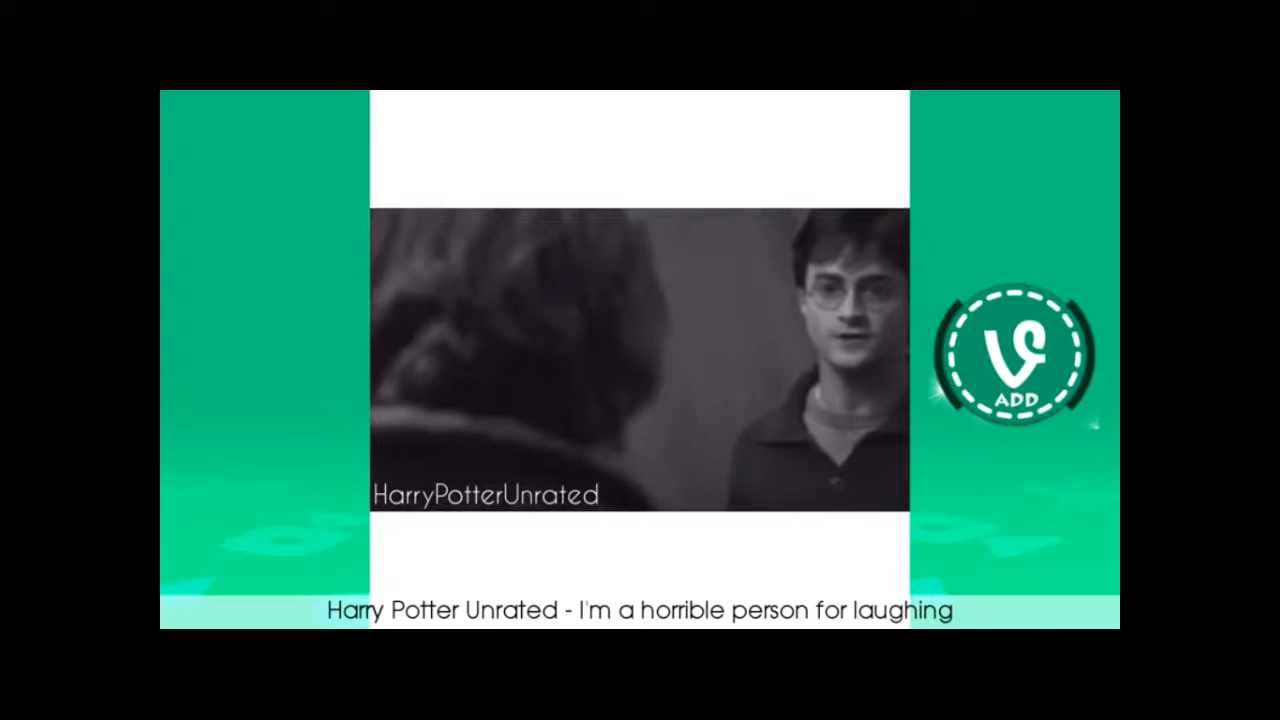 ADD
HarryPotterUnrated
Harry Potter Unrated - I'm a horrible person for laughing